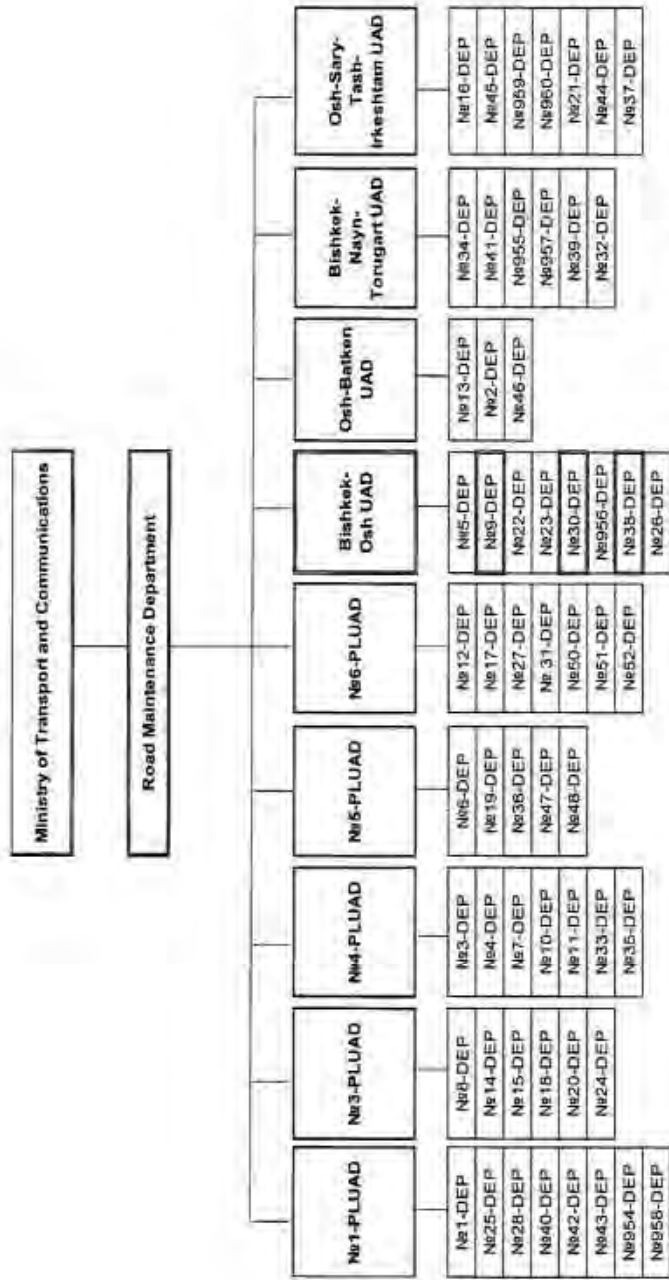 Ministry of Transport and Communications
Road Maintenance Department
№1-PLUAD
№1-DEP
№25-DEP
№28-DEP
№40-DEP
№42-DEP
№43-DEP
№954-DEP
№958-DEP
№3-PLUAD
№8-DEP
№14-DEP
№15-DEP
№18-DEP
№20-DEP
№24-DEP
№4-PLUAD
№3-DEP
№4-DEP
№7-DEP
№10-DEP
№11-DEP
№33-DEP
№35-DEP
№5-PLUAD
№6-DEP
№19-DEP
№36-DEP
№47-DEP
№48-DEP
№6-PLUAD
№12-DEP
№17-DEP
№27-DEP
№ 31-DEP
№50-DEP
№51-DEP
№52-DEP
Bishkek-
Osh UAD
№5-DEP
№9-DEP
№22-DEP
№23-DEP
№30-DEP
№956-DEP
№38-DEP
№26-DEP
Osh-Batken
UAD
№13-DEP
№2-DEP
№46-DEP
Bishkek-
Nayn-
Torugart UAD
№34-DEP
№41-DEP
№955-DEP
№957-DEP
№39-DEP
№32-DEP
Osh-Sary-
Tash-
Irkeshtam UAD
№16-DEP
№45-DEP
№959-DEP
№960-DEP
№21-DEP
№44-DEP
№37-DEP